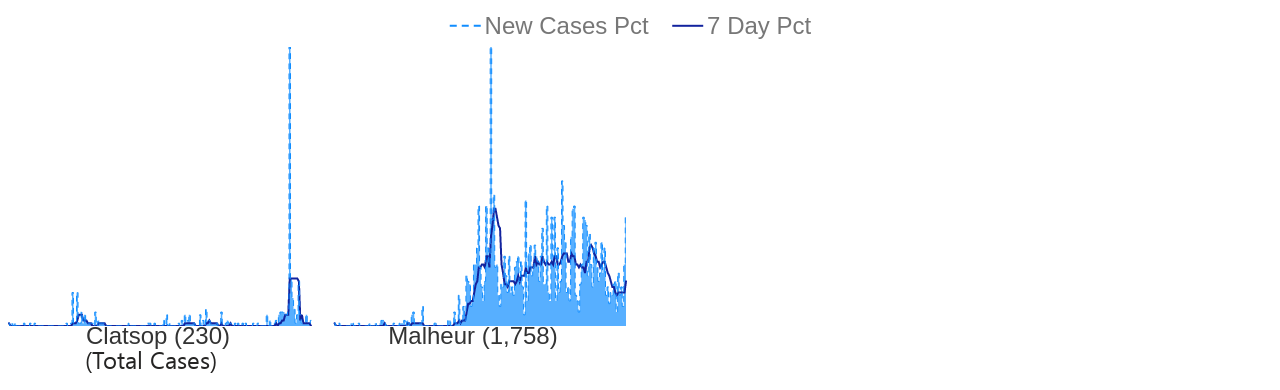 New Cases Pct 7 Day Pct
Clatsop (230) Malheur (1,758)
(Total Cases)